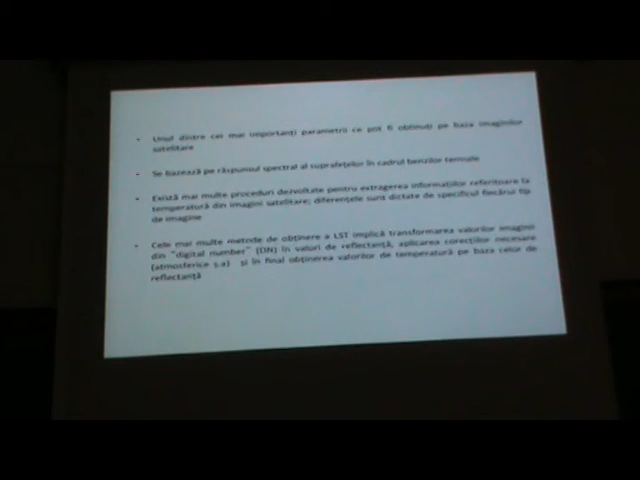 - Unul dintre cei mai importanți parametrii ce pot fi obținuți pe baza imaginilor
satelitare
- Se bazează pe răspunsul spectral al suprafețelor în cadrul benzilor termale
- Există mai multe proceduri dezvoltate pentru extragerea informațiilor referitoare la
temperatură din imagini satelitare; diferențele sunt dictate de specificul fiecărui tip
de imagine
- Cele mai multe metode de obținere a LST implică transformarea valorilor imaginii
din "digital number" (DN) în valori de reflectanță, aplicarea corecțiilor necesare
(atmosferice ș.a) și în final obținerea valorilor de temperatură pe baza celor de
reflectanță